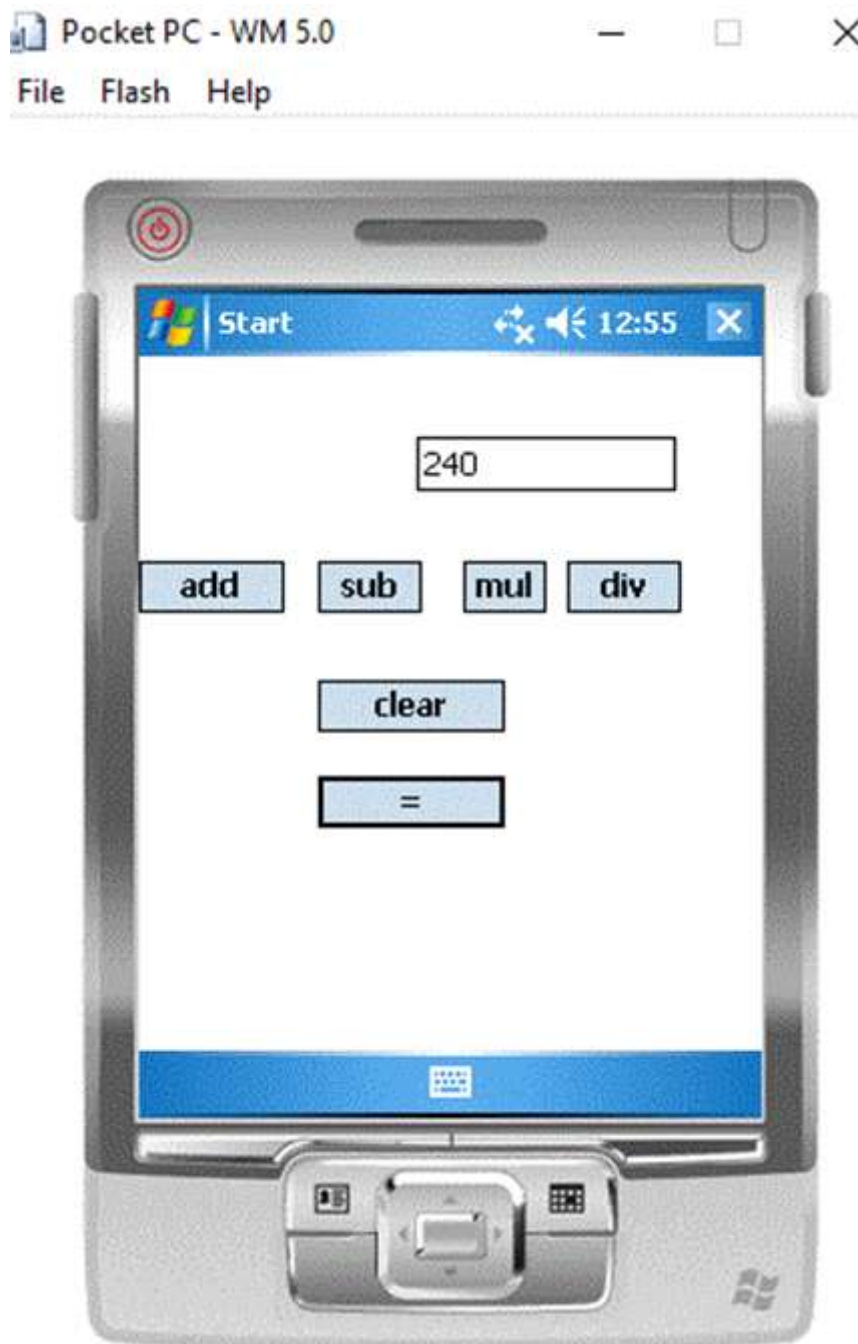 Pocket PC - WM 5.0
File Flash Help
Start 12:55
240
add sub mul div
clear
=